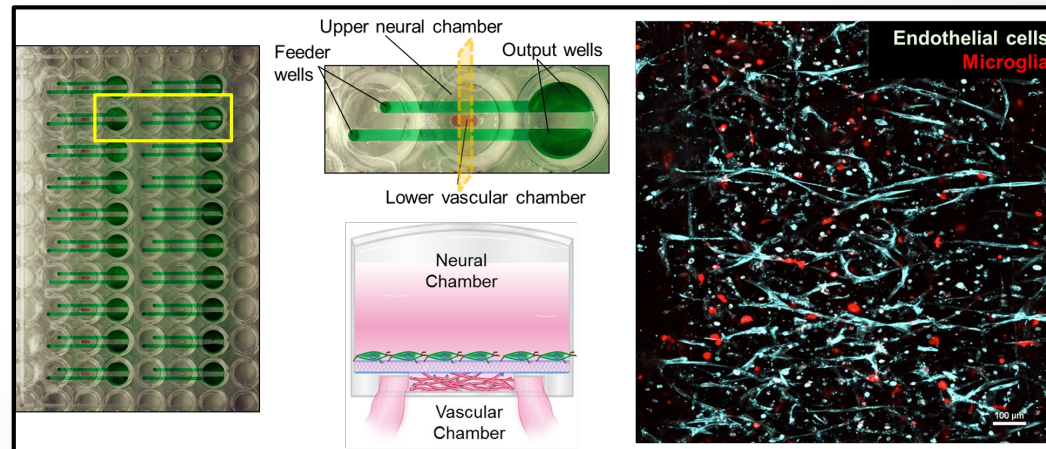 Upper neural chamber
Feeder
wells
Output wells
Lower vascular chamber
Neural
Chamber
Vascular
Chamber
Endothelial cells
Microglia
100 µm